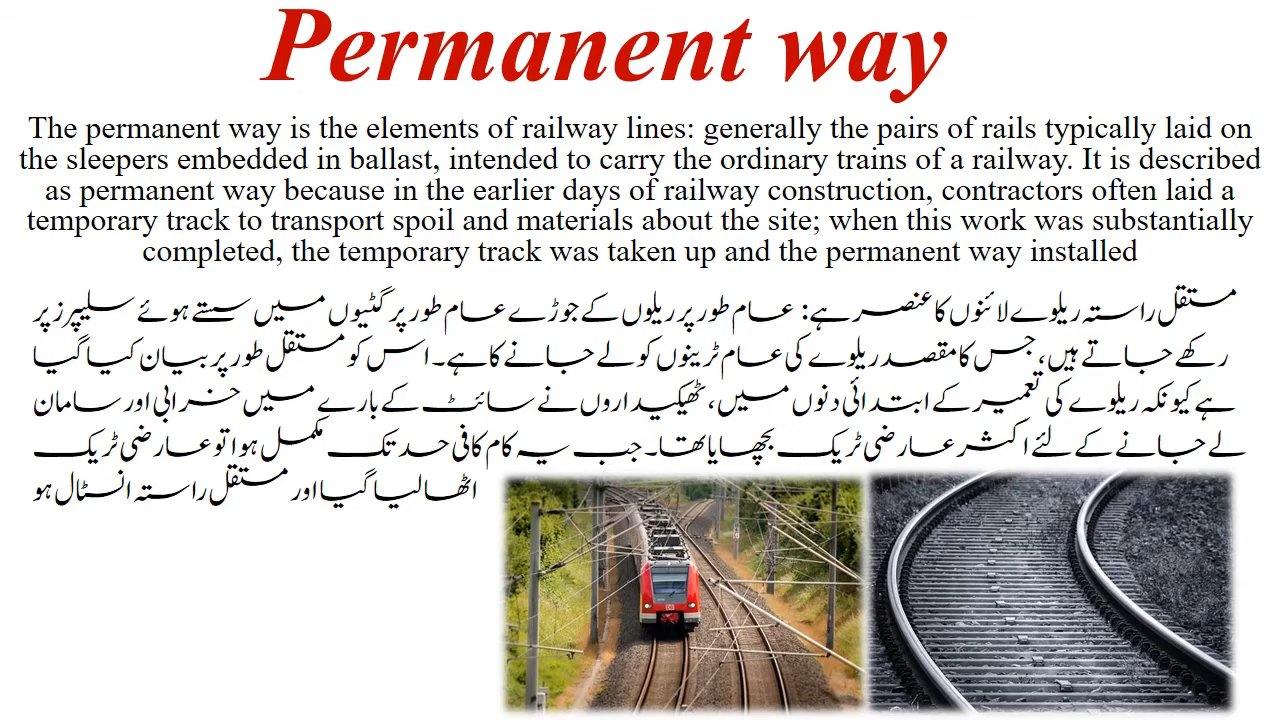 Permanent way
The permanent way is the elements of railway lines: generally the pairs of rails typically laid on
the sleepers embedded in ballast, intended to carry the ordinary trains of a railway. It is described
as permanent way because in the earlier days of railway construction, contractors often laid a
temporary track to transport spoil and materials about the site; when this work was substantially
completed, the temporary track was taken up and the permanent way installed
مستقل راستہ ریلوے لائنوں کا عنصر ہے: عام طور پر ریلوں کے جوڑے عام طور پر گٹیوں میں سستے ہوئے سلیپرز پر
رکھے جاتے ہیں، جس کا مقصد ریلوے کی عام ٹرینوں کو لے جانے کا ہے۔ اس کو مستقل طور پر بیان کیا گیا
ہے کیونکہ ریلوے کی تعمیر کے ابتدائی دنوں میں، ٹھیکیداروں نے سائٹ کے بارے میں خرابی اور سامان
لے جانے کے لئے اکثر عارضی ٹریک بچھایا تھا۔ جب یہ کام کافی حد تک مکمل ہوا تو عارضی ٹریک
اٹھا لیا گیا اور مستقل راستہ انسٹال ہو